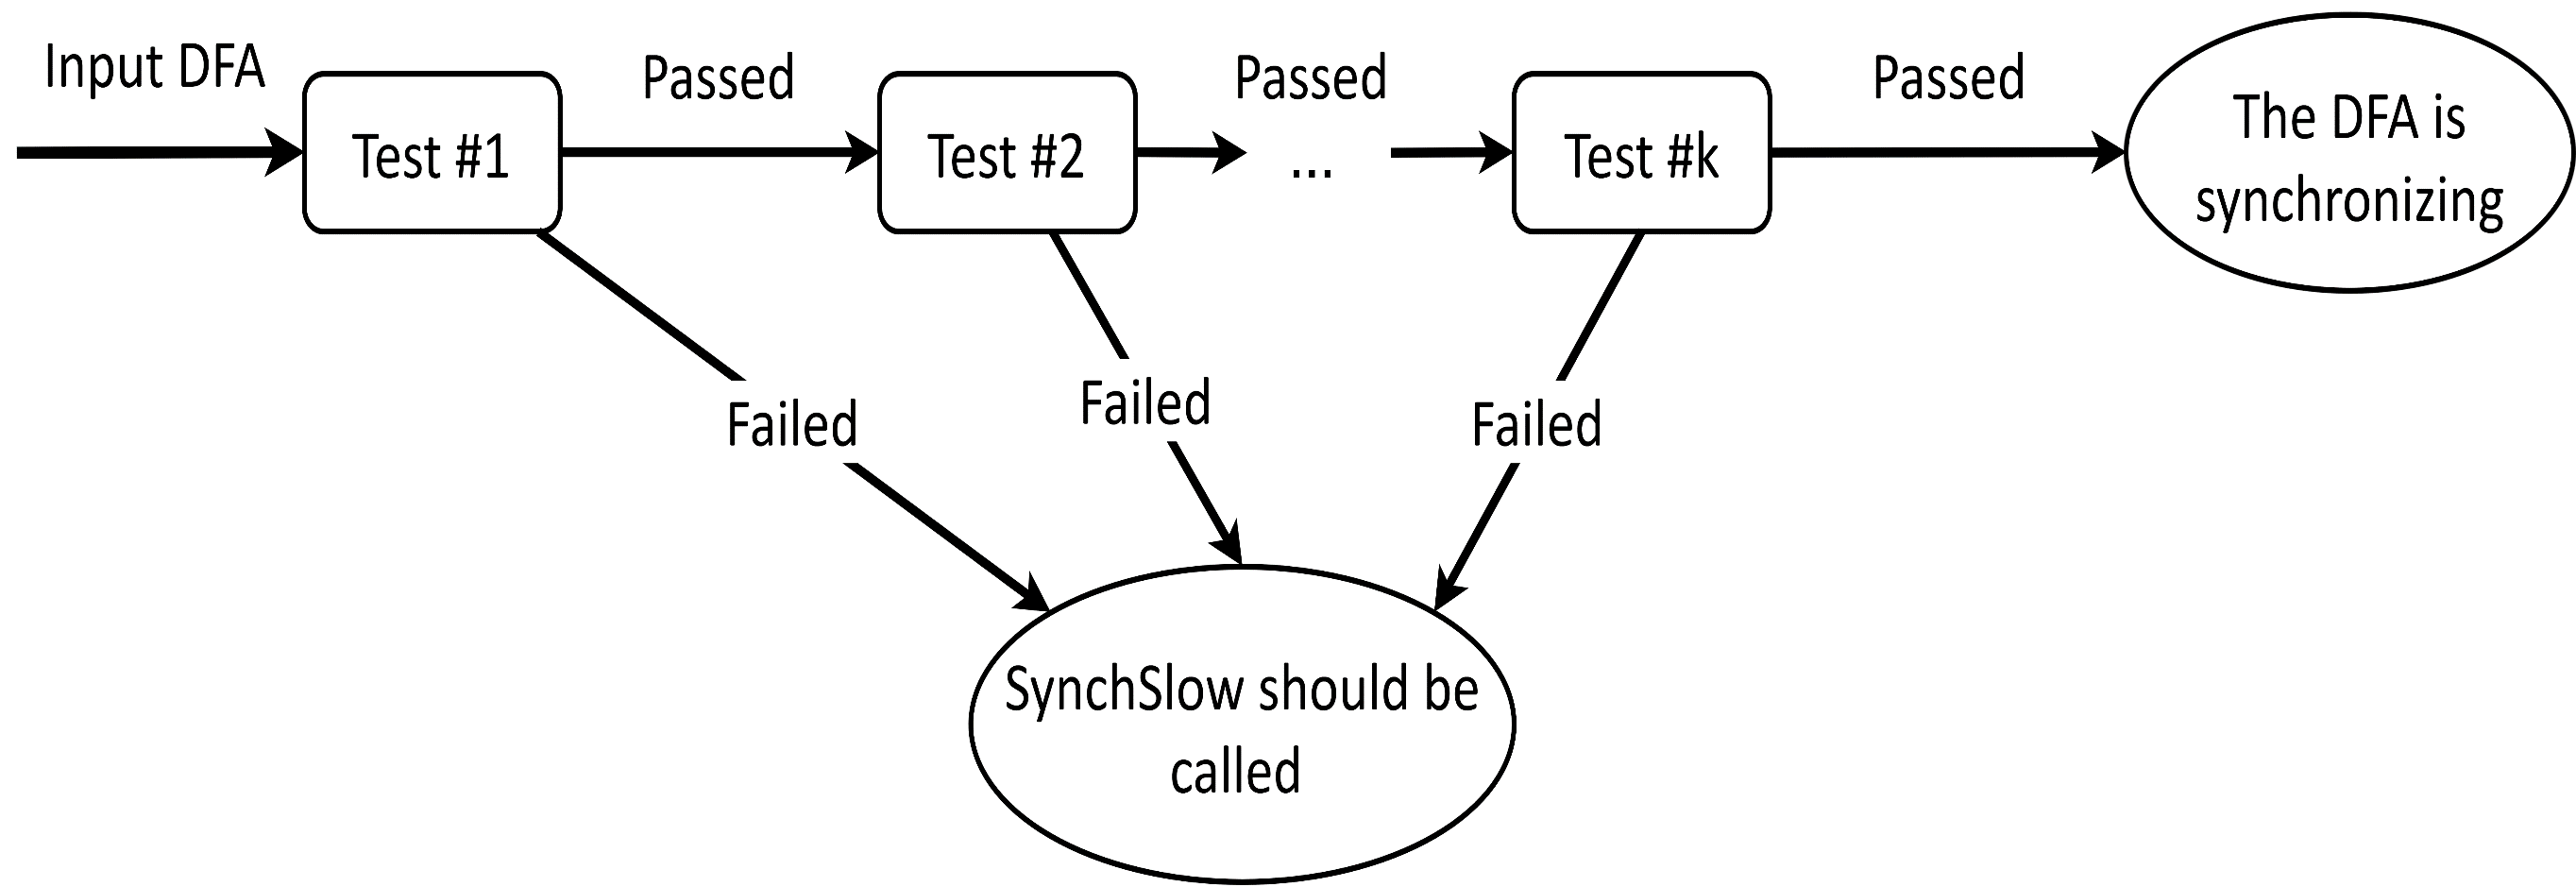 Input DFA
Passed
Passed
Passed
Test #1
Test #2
...
Test #k
The DFA is
synchronizing
Failed
Failed
Failed
SynchSlow should be
called